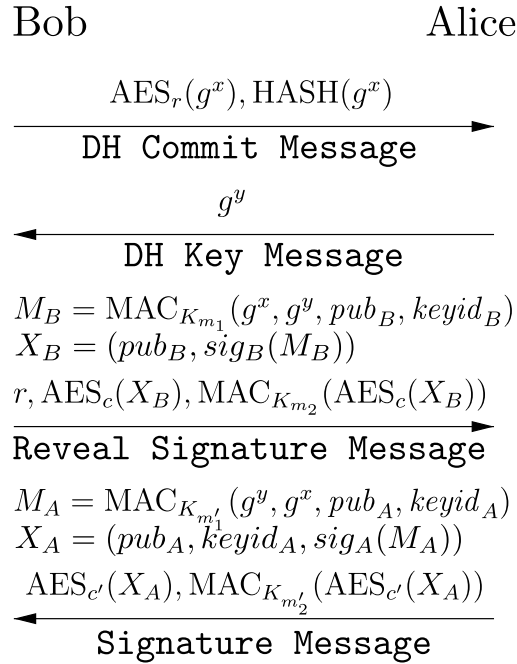 Bob Alice
AES_r(g^x), HASH(g^x)
DH Commit Message
g^y
DH Key Message
M_B = MAC_{K_{m_1}}(g^x, g^y, pub_B, keyid_B)
X_B = (pub_B, sig_B(M_B))
r, AES_c(X_B), MAC_{K_{m_2}}(AES_c(X_B))
Reveal Signature Message
M_A = MAC_{K_{m'_1}}(g^y, g^x, pub_A, keyid_A)
X_A = (pub_A, keyid_A, sig_A(M_A))
AES_{c'}(X_A), MAC_{K_{m'_2}}(AES_{c'}(X_A))
Signature Message